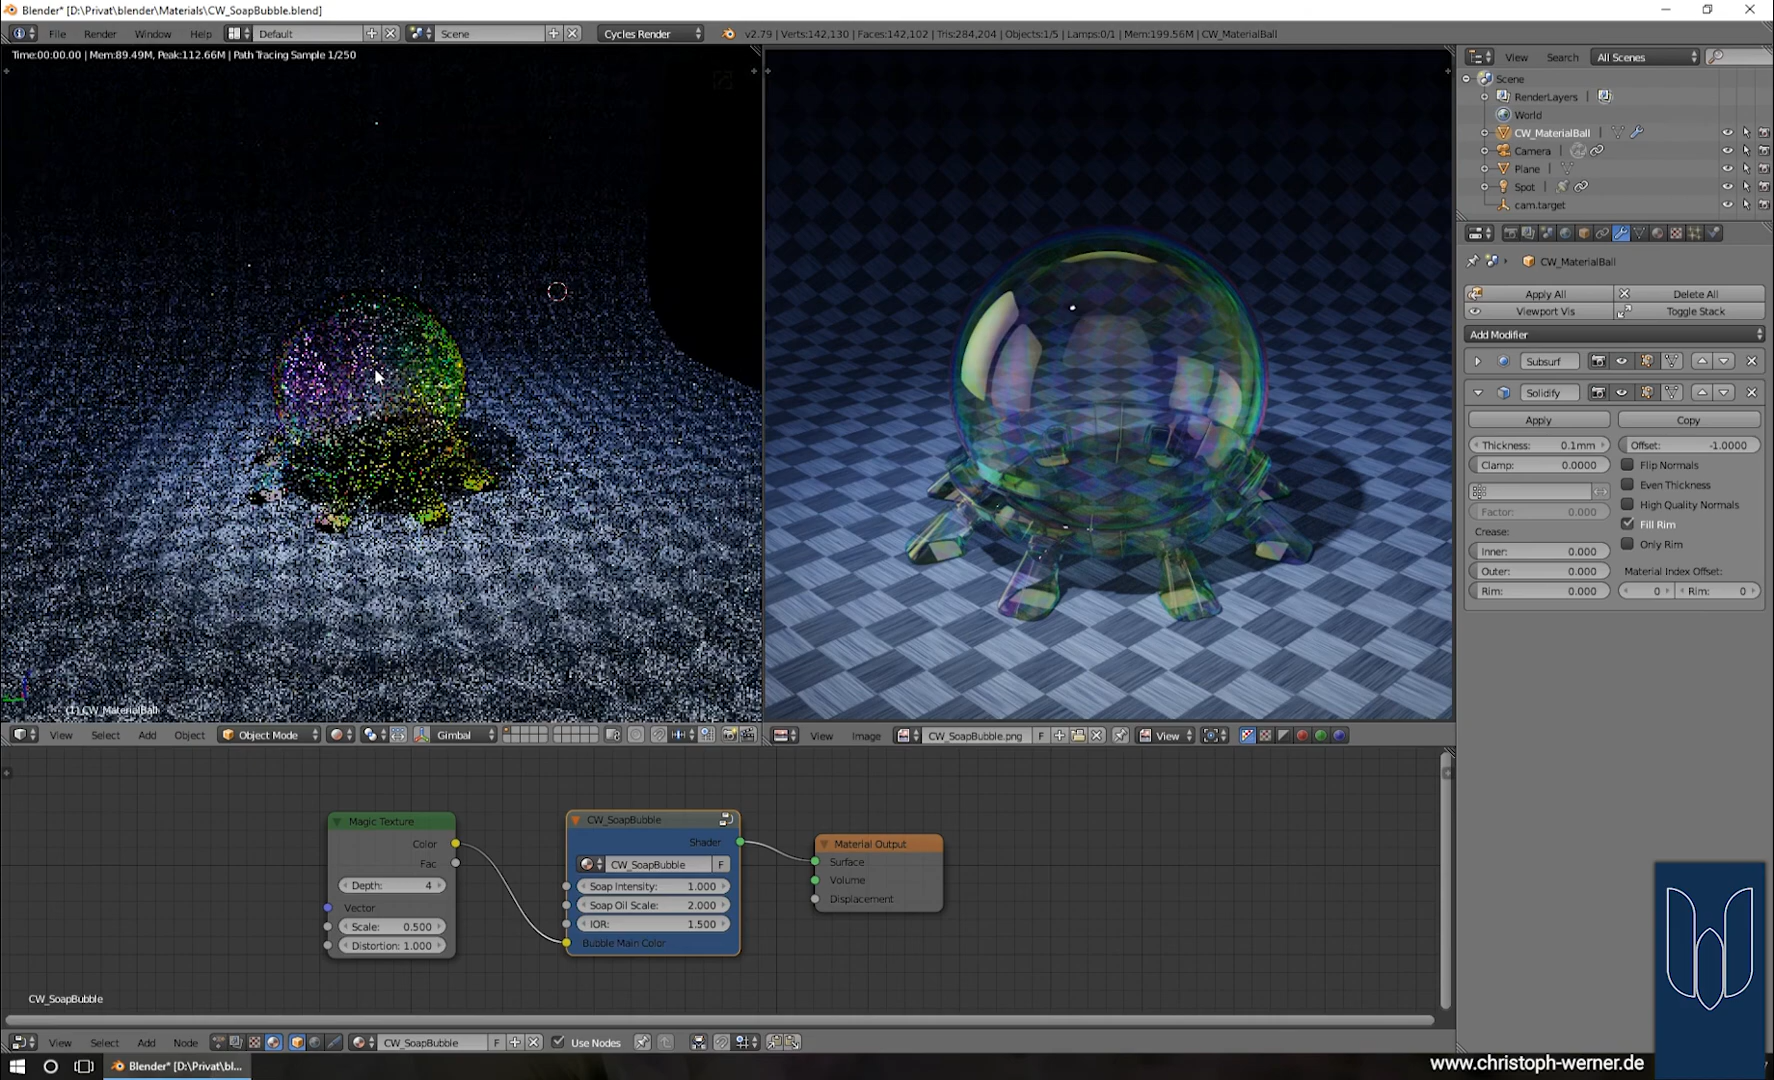 Blender* [D:\Privat\blender\Materials\CW_SoapBubble.blend]
File Render Window Help Default Scene Cycles Render v2.79 | Verts:142,130 | Faces:142,102 | Tris:284,204 | Objects:1/5 | Lamps:0/1 | Mem:199.56M | CW_MaterialBall
Time:00:00.00 | Mem:89.49M, Peak:112.66M | Path Tracing Sample 1/250
View Search All Scenes
Scene
RenderLayers
World
CW_MaterialBall
Camera
Plane
Spot
cam.target
CW_MaterialBall
Apply All Delete All
Viewport Vis Toggle Stack
Add Modifier
Subsurf
Solidify
Apply Copy
Thickness: 0.1mm Offset: -1.0000
Clamp: 0.0000 Flip Normals
Even Thickness
Factor: 0.000 High Quality Normals
Crease: Fill Rim
Inner: 0.000 Only Rim
Outer: 0.000 Material Index Offset:
Rim: 0.000 0 Rim: 0
(1) CW_MaterialBall
View Select Add Object Object Mode Gimbal
View Image CW_SoapBubble.png F View
Magic Texture
Color
Fac
Depth: 4
Vector
Scale: 0.500
Distortion: 1.000
CW_SoapBubble
Shader
CW_SoapBubble F
Soap Intensity: 1.000
Soap Oil Scale: 2.000
IOR: 1.500
Bubble Main Color
Material Output
Surface
Volume
Displacement
CW_SoapBubble
View Select Add Node CW_SoapBubble F Use Nodes
Blender* [D:\Privat\bl...
www.christoph-werner.de